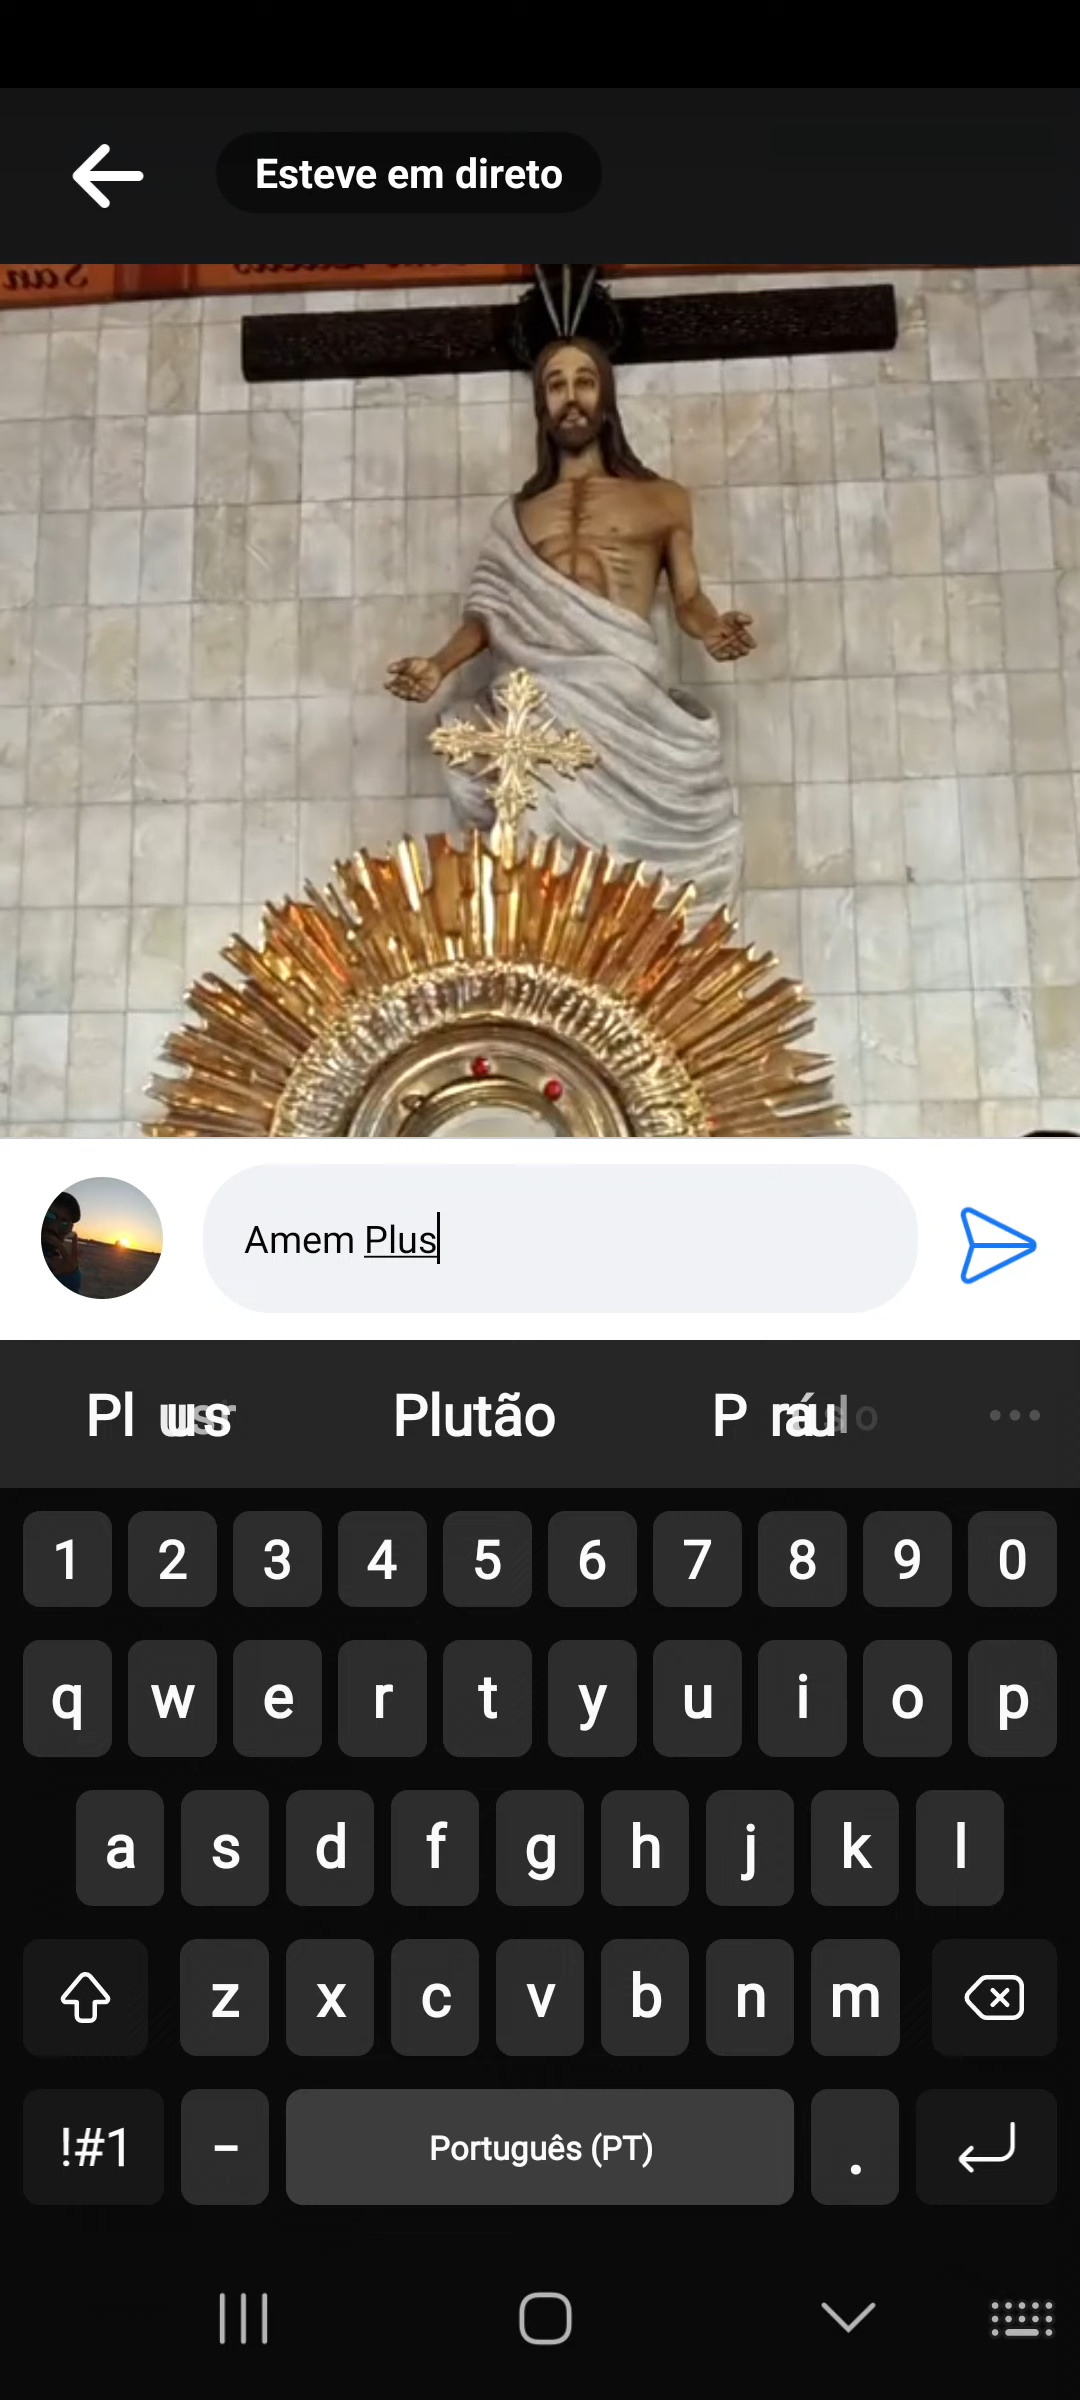 Esteve em direto
San
Amem Plus
Plutão
1 2 3 4 5 6 7 8 9 0
q w e r t y u i o p
a s d f g h j k l
z x c v b n m
!#1 - Português (PT) .